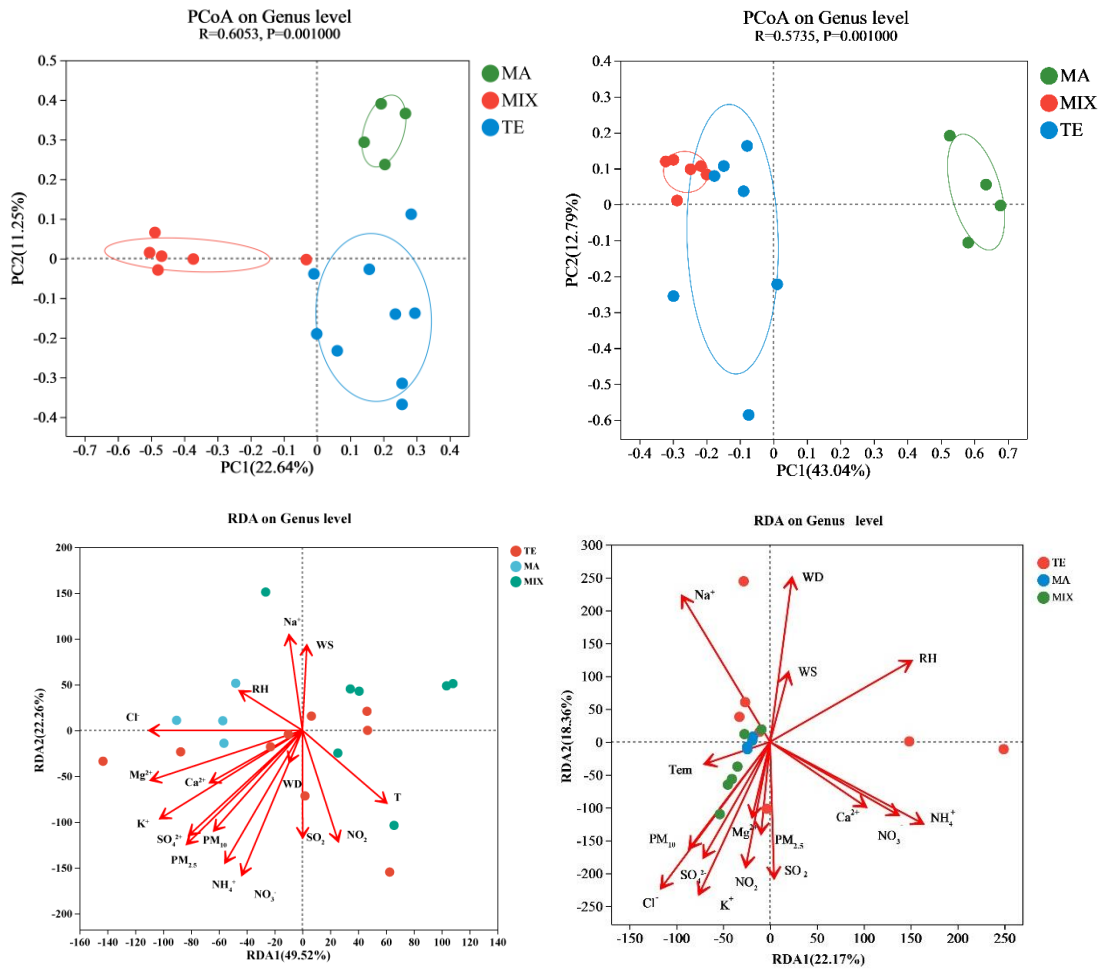 PCoA on Genus level
R=0.6053, P=0.001000
0.5
0.4
0.3
0.2
0.1
0
-0.1
-0.2
-0.3
-0.4
PC2(11.25%)
-0.7 -0.6 -0.5 -0.4 -0.3 -0.2 -0.1 0 0.1 0.2 0.3 0.4
PC1(22.64%)
MA
MIX
TE
PCoA on Genus level
R=0.5735, P=0.001000
0.4
0.3
0.2
0.1
0
-0.1
-0.2
-0.3
-0.4
-0.5
-0.6
PC2(12.79%)
-0.4 -0.3 -0.2 -0.1 0 0.1 0.2 0.3 0.4 0.5 0.6 0.7
PC1(43.04%)
MA
MIX
TE
RDA on Genus level
200
150
100
50
0
-50
-100
-150
-200
RDA2(22.26%)
Na⁺
WS
RH
Cl⁻
Mg²⁺
Ca²⁺
WD
T
K⁺
SO₄²⁺
PM₁₀
SO₂
NO₂
PM₂.₅
NH₄⁺
NO₃⁻
-160 -140 -120 -100 -80 -60 -40 -20 0 20 40 60 80 100 120 140
RDA1(49.52%)
TE
MA
MIX
RDA on Genus level
300
250
200
150
100
50
0
-50
-100
-150
-200
-250
RDA2(18.36%)
WD
Na⁺
RH
WS
Tem
Ca²⁺
NH₄⁺
NO₃⁻
Mg²
PM₂.₅
PM₁₀
SO₄²⁻
NO₂
SO₂
Cl⁻
K⁺
-150 -100 -50 0 50 100 150 200 250
RDA1(22.17%)
TE
MA
MIX